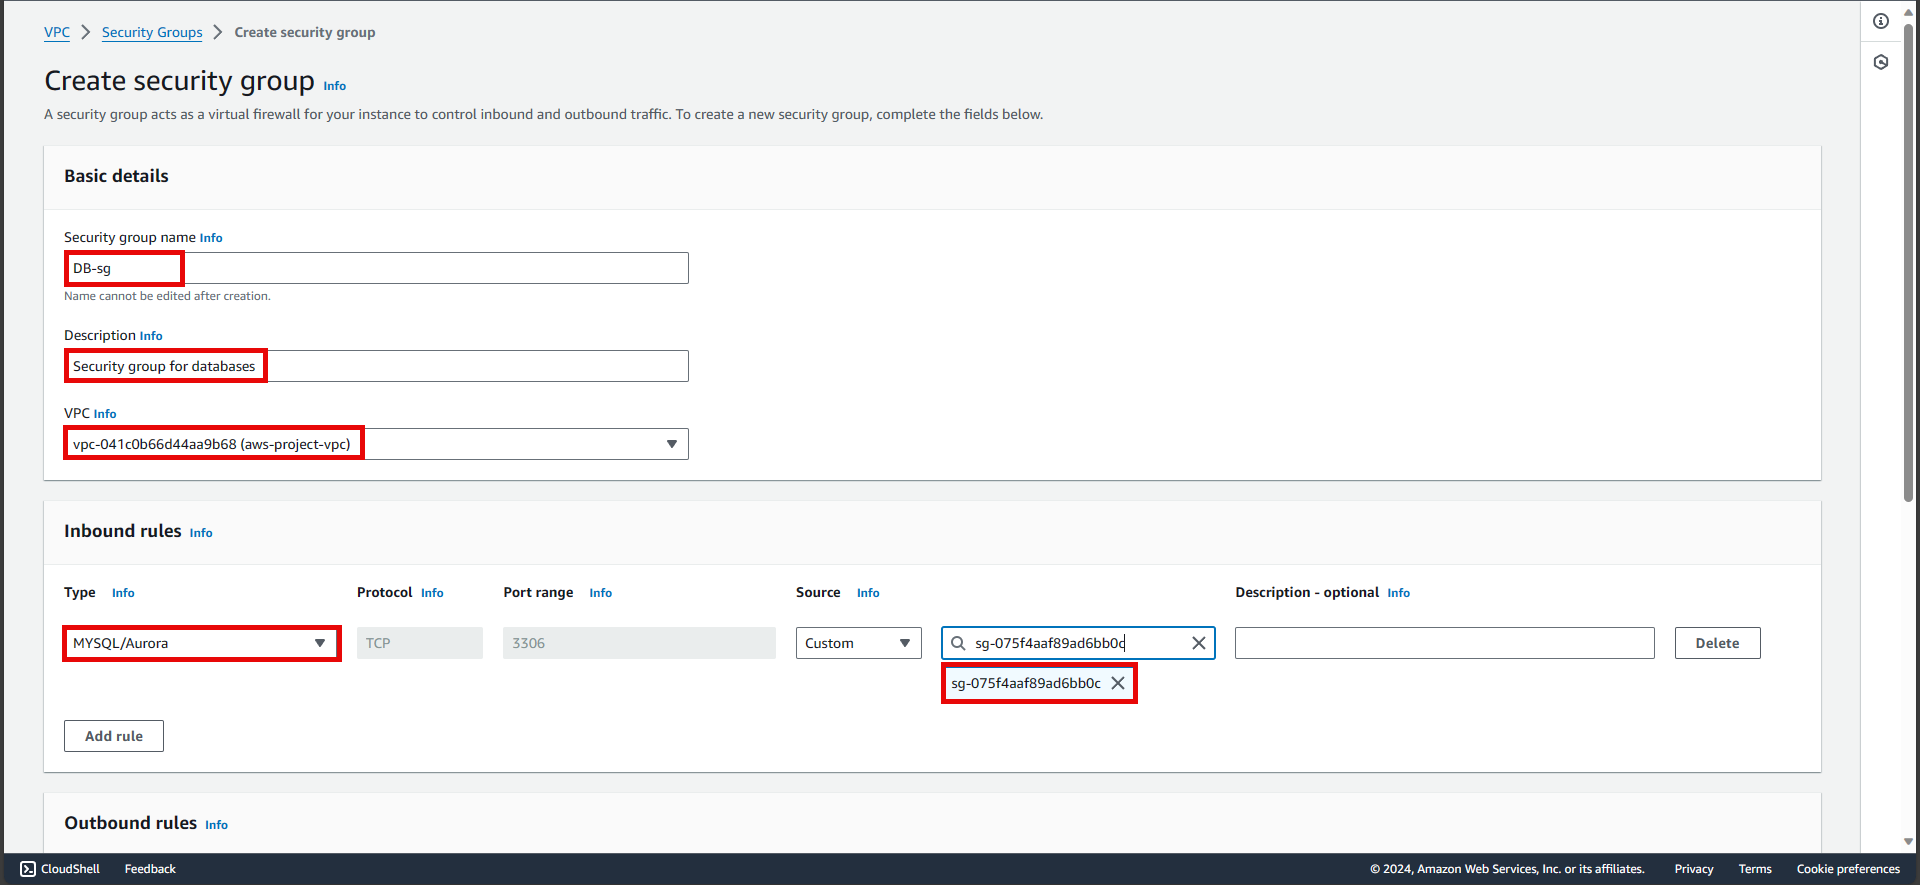 VPC > Security Groups > Create security group
Create security group Info
A security group acts as a virtual firewall for your instance to control inbound and outbound traffic. To create a new security group, complete the fields below.
Basic details
Security group name Info
DB-sg
Name cannot be edited after creation.
Description Info
Security group for databases
VPC Info
vpc-041c0b66d44aa9b68 (aws-project-vpc)
Inbound rules Info
Type Info Protocol Info Port range Info Source Info Description - optional Info
MYSQL/Aurora TCP 3306 Custom sg-075f4aaf89ad6bb0c Delete
sg-075f4aaf89ad6bb0c
Add rule
Outbound rules Info
CloudShell Feedback © 2024, Amazon Web Services, Inc. or its affiliates. Privacy Terms Cookie preferences